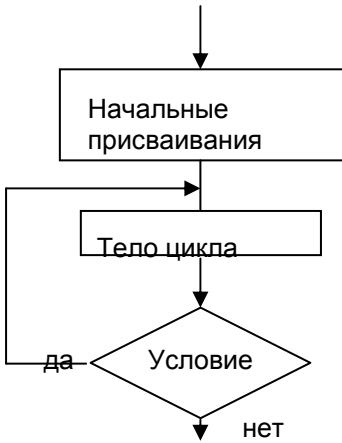 Начальные
присваивания
Тело цикла
да
Условие
нет